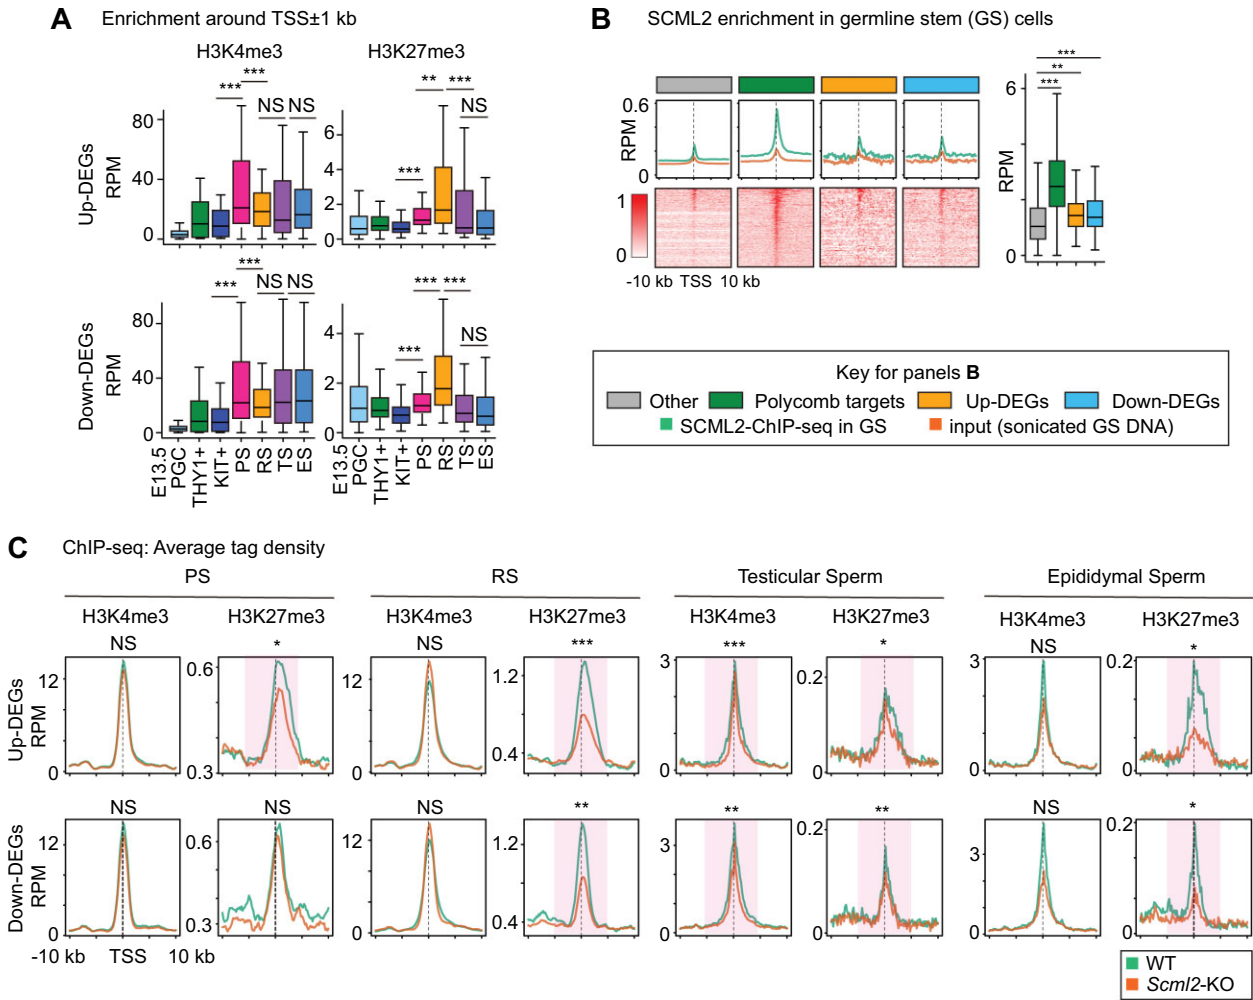 A Enrichment around TSS±1 kb
H3K4me3 H3K27me3
*** *** NS NS
** *** NS
***
Up-DEGs
RPM
80
40
0
6
4
2
0
*** *** NS NS
*** *** NS
***
Down-DEGs
RPM
80
40
0
4
2
0
E13.5 PGC THY1+ KIT+ PS RS TS ES
E13.5 PGC THY1+ KIT+ PS RS TS ES
B SCML2 enrichment in germline stem (GS) cells
0.6
RPM
0
1
0
-10 kb TSS 10 kb
***
**
***
6
RPM
0
Key for panels B
Other Polycomb targets Up-DEGs Down-DEGs
SCML2-ChIP-seq in GS input (sonicated GS DNA)
C ChIP-seq: Average tag density
PS RS Testicular Sperm Epididymal Sperm
H3K4me3 H3K27me3 H3K4me3 H3K27me3 H3K4me3 H3K27me3 H3K4me3 H3K27me3
NS * NS *** *** * NS *
Up-DEGs
RPM
12 0.6 12 1.2 3 0.2 3 0.2
0 0.3 0 0.4 0 0 0 0
NS NS NS ** ** ** NS *
Down-DEGs
RPM
12 0.6 12 1.2 3 0.2 3 0.2
0 0.3 0 0.4 0 0 0 0
-10 kb TSS 10 kb
WT
Scml2-KO